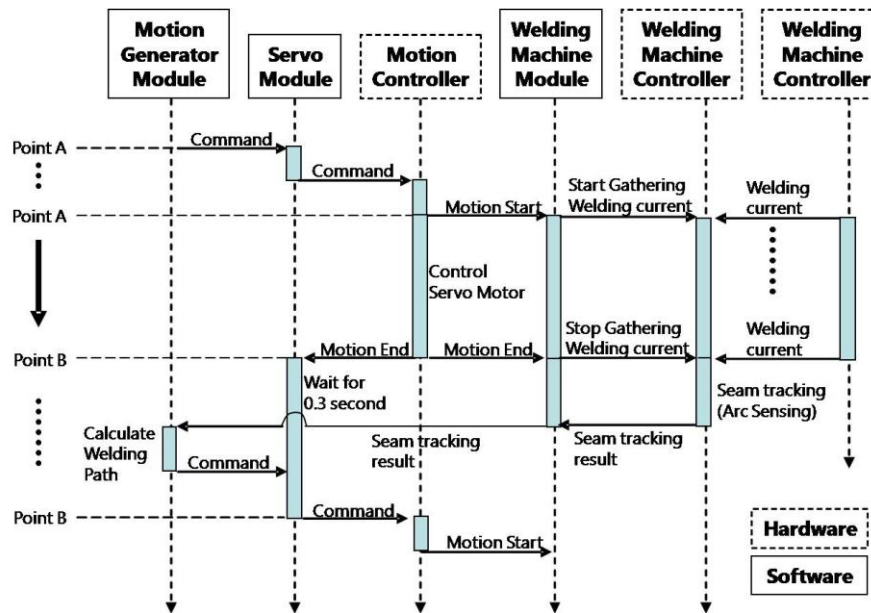 Motion
Generator
Module
Servo
Module
Motion
Controller
Welding
Machine
Module
Welding
Machine
Controller
Welding
Machine
Controller
Point A
Command
Command
Point A
Motion Start
Start Gathering
Welding current
Welding
current
Control
Servo Motor
Point B
Motion End
Motion End
Stop Gathering
Welding current
Welding
current
Wait for
0.3 second
Seam tracking
(Arc Sensing)
Calculate
Welding
Path
Seam tracking
result
Seam tracking
result
Command
Point B
Command
Motion Start
Hardware
Software